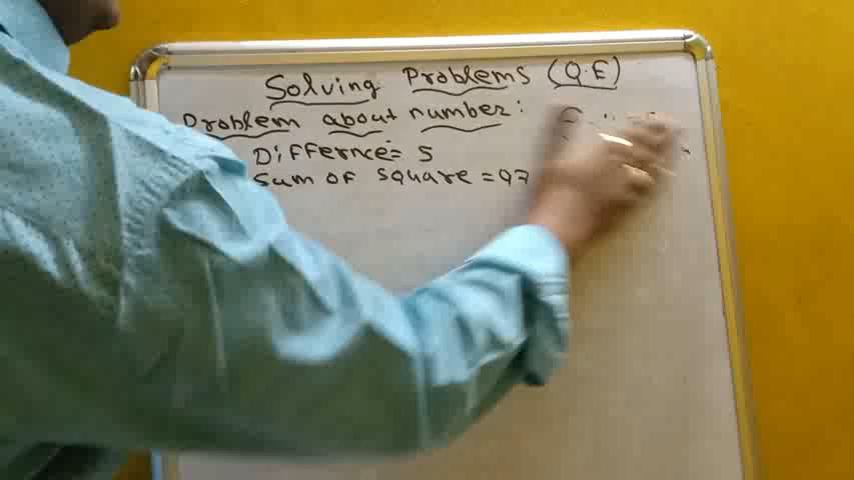 Solving Problems (Q.E)
Problem about number:
Differnce = 5
Sum of square = 97